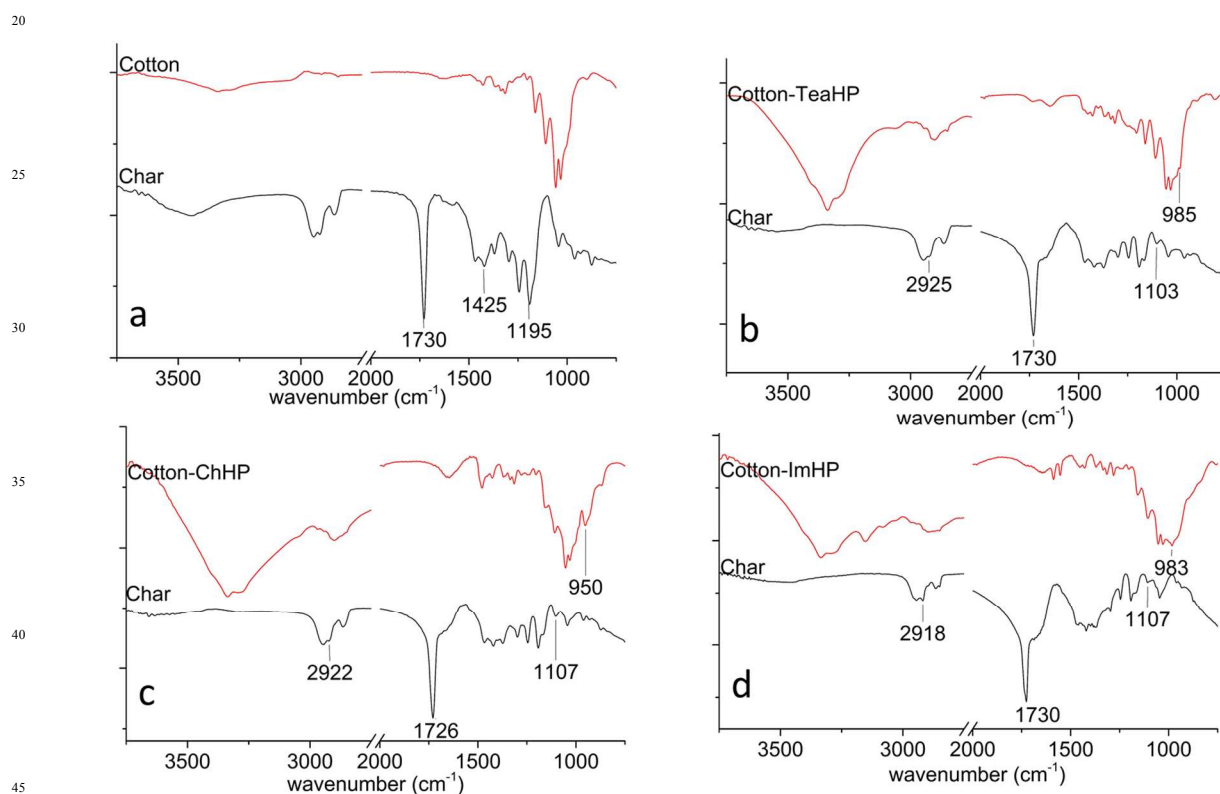 20
25
30
35
40
45
Cotton
Char
a
1425
1730
1195
3500
3000
2000
1500
1000
wavenumber (cm-1)
Cotton-TeaHP
985
Char
2925
1103
b
1730
3500
3000
2000
1500
1000
wavenumber (cm-1)
Cotton-ChHP
950
Char
2922
1107
c
1726
3500
3000
2000
1500
1000
wavenumber (cm-1)
Cotton-ImHP
983
Char
2918
1107
d
1730
3500
3000
2000
1500
1000
wavenumber (cm-1)